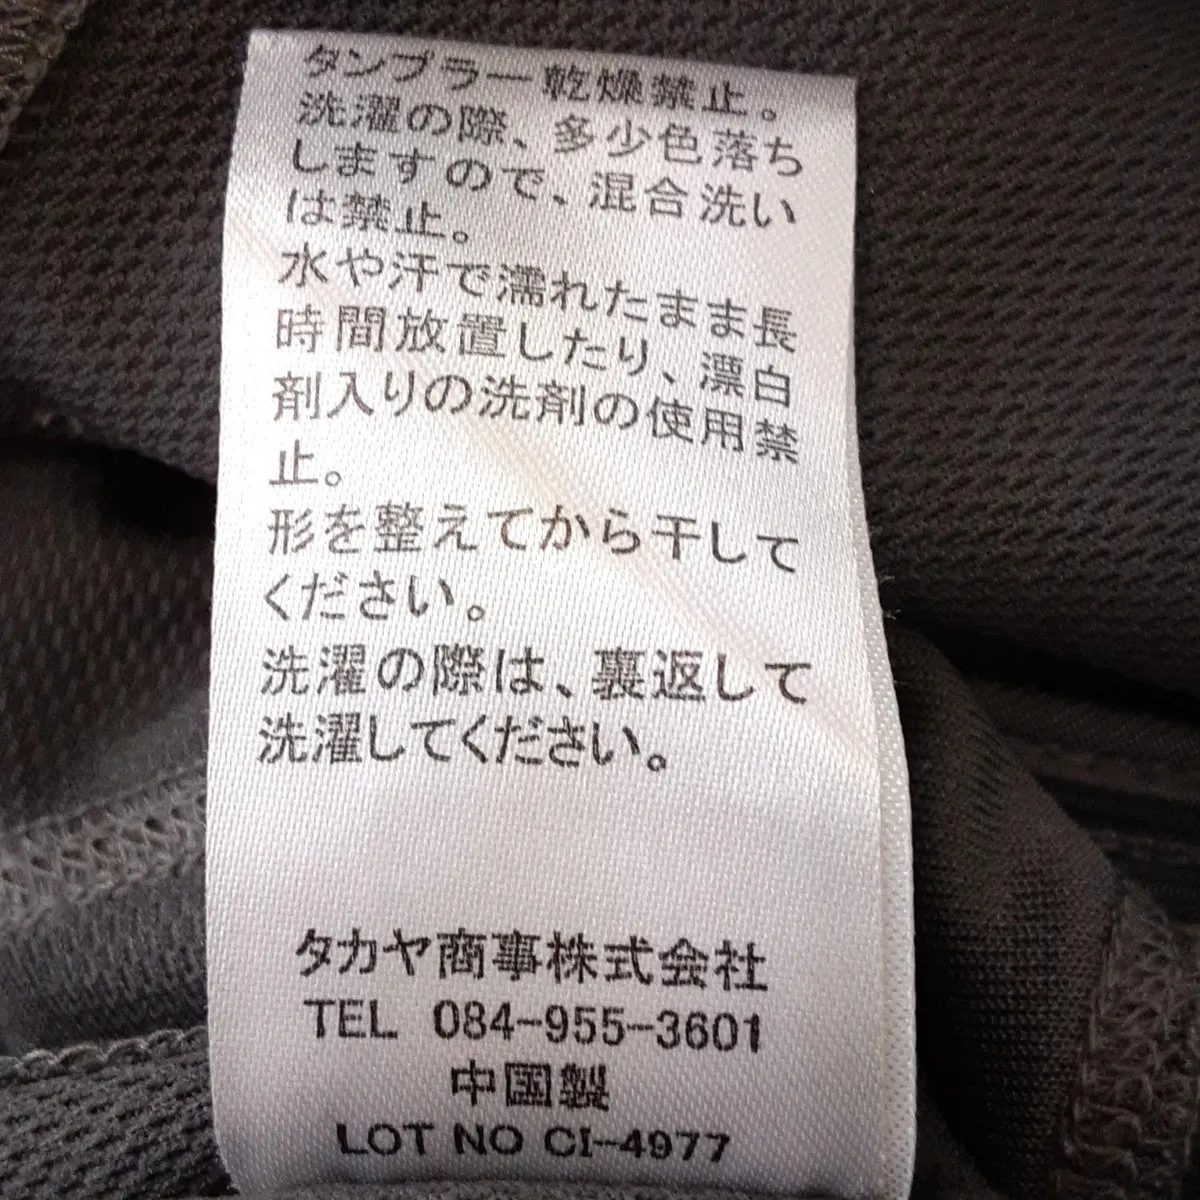 タンブラー乾燥禁止。
洗濯の際、多少色落ち
しますので、混合洗い
は禁止。
水や汗で濡れたまま長
時間放置したり、漂白
剤入りの洗剤の使用禁
止。
形を整えてから干して
ください。
洗濯の際は、裏返して
洗濯してください。
タカヤ商事株式会社
TEL 084-955-3601
中国製
LOT NO CI-4977